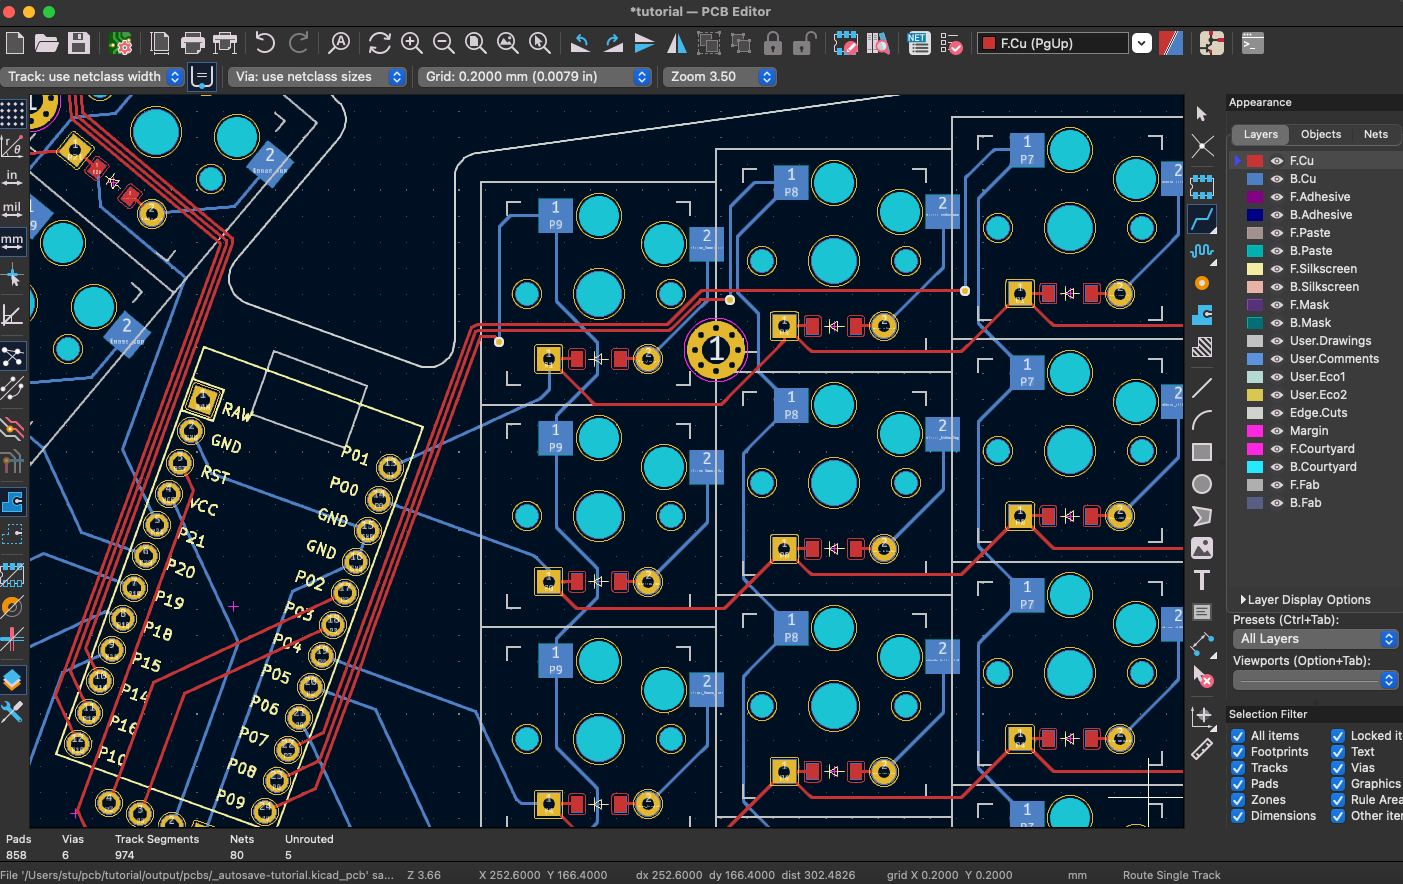 *tutorial — PCB Editor
F.Cu (PgUp)
Track: use netclass width
Via: use netclass sizes
Grid: 0.2000 mm (0.0079 in)
Zoom 3.50
NET
in
mil
mm
Appearance
Layers
Objects
Nets
F.Cu
B.Cu
F.Adhesive
B.Adhesive
F.Paste
B.Paste
F.Silkscreen
B.Silkscreen
F.Mask
B.Mask
User.Drawings
User.Comments
User.Eco1
User.Eco2
Edge.Cuts
Margin
F.Courtyard
B.Courtyard
F.Fab
B.Fab
Layer Display Options
Presets (Ctrl+Tab):
All Layers
Viewports (Option+Tab):
Selection Filter
All items
Locked it
Footprints
Text
Tracks
Vias
Pads
Graphics
Zones
Rule Area
Dimensions
Other iter
RAW
GND
RST
VCC
P21
P20
P19
P18
P15
P14
P16
P10
P01
P00
GND
GND
P02
P03
P04
P05
P06
P07
P08
P09
2
2
1
P9
2
1
P8
2
1
P7
2
1
1
P9
2
1
P8
2
1
P7
2
1
P9
2
1
P8
2
1
P7
2
1
P7
Pads
Vias
Track Segments
Nets
Unrouted
858
6
974
80
5
File '/Users/stu/pcb/tutorial/output/pcbs/_autosave-tutorial.kicad_pcb' sa...
Z 3.66
X 252.6000 Y 166.4000
dx 252.6000 dy 166.4000 dist 302.4826
grid X 0.2000 Y 0.2000
mm
Route Single Track